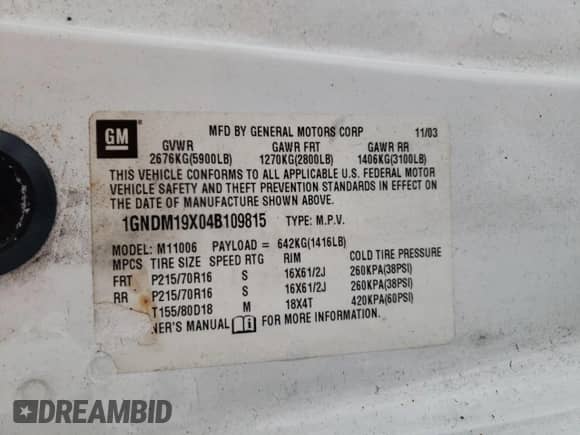 GM ® MFD BY GENERAL MOTORS CORP 11/03
GVWR GAWR FRT GAWR RR
2676KG(5900LB) 1270KG(2800LB) 1406KG(3100LB)
THIS VEHICLE CONFORMS TO ALL APPLICABLE U.S. FEDERAL MOTOR
VEHICLE SAFETY AND THEFT PREVENTION STANDARDS IN EFFECT ON
THE DATE OF MANUFACTURE SHOWN ABOVE.
1GNDM19X04B109815 TYPE: M.P.V.
MODEL: M11006 PAYLOAD = 642KG(1416LB)
MPCS TIRE SIZE SPEED RTG RIM COLD TIRE PRESSURE
FRT P215/70R16 S 16X61/2J 260KPA(38PSI)
RR P215/70R16 S 16X61/2J 260KPA(38PSI)
T155/80D18 M 18X4T 420KPA(60PSI)
NER'S MANUAL i FOR MORE INFORMATION.
DREAMBID